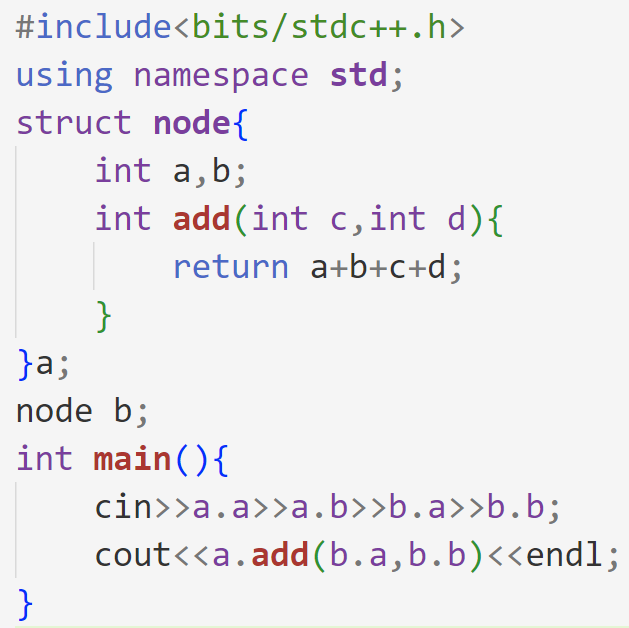 #include<bits/stdc++.h>
using namespace std;
struct node{
    int a,b;
    int add(int c,int d){
        return a+b+c+d;
    }
}a;
node b;
int main(){
    cin>>a.a>>a.b>>b.a>>b.b;
    cout<<a.add(b.a,b.b)<<endl;
}